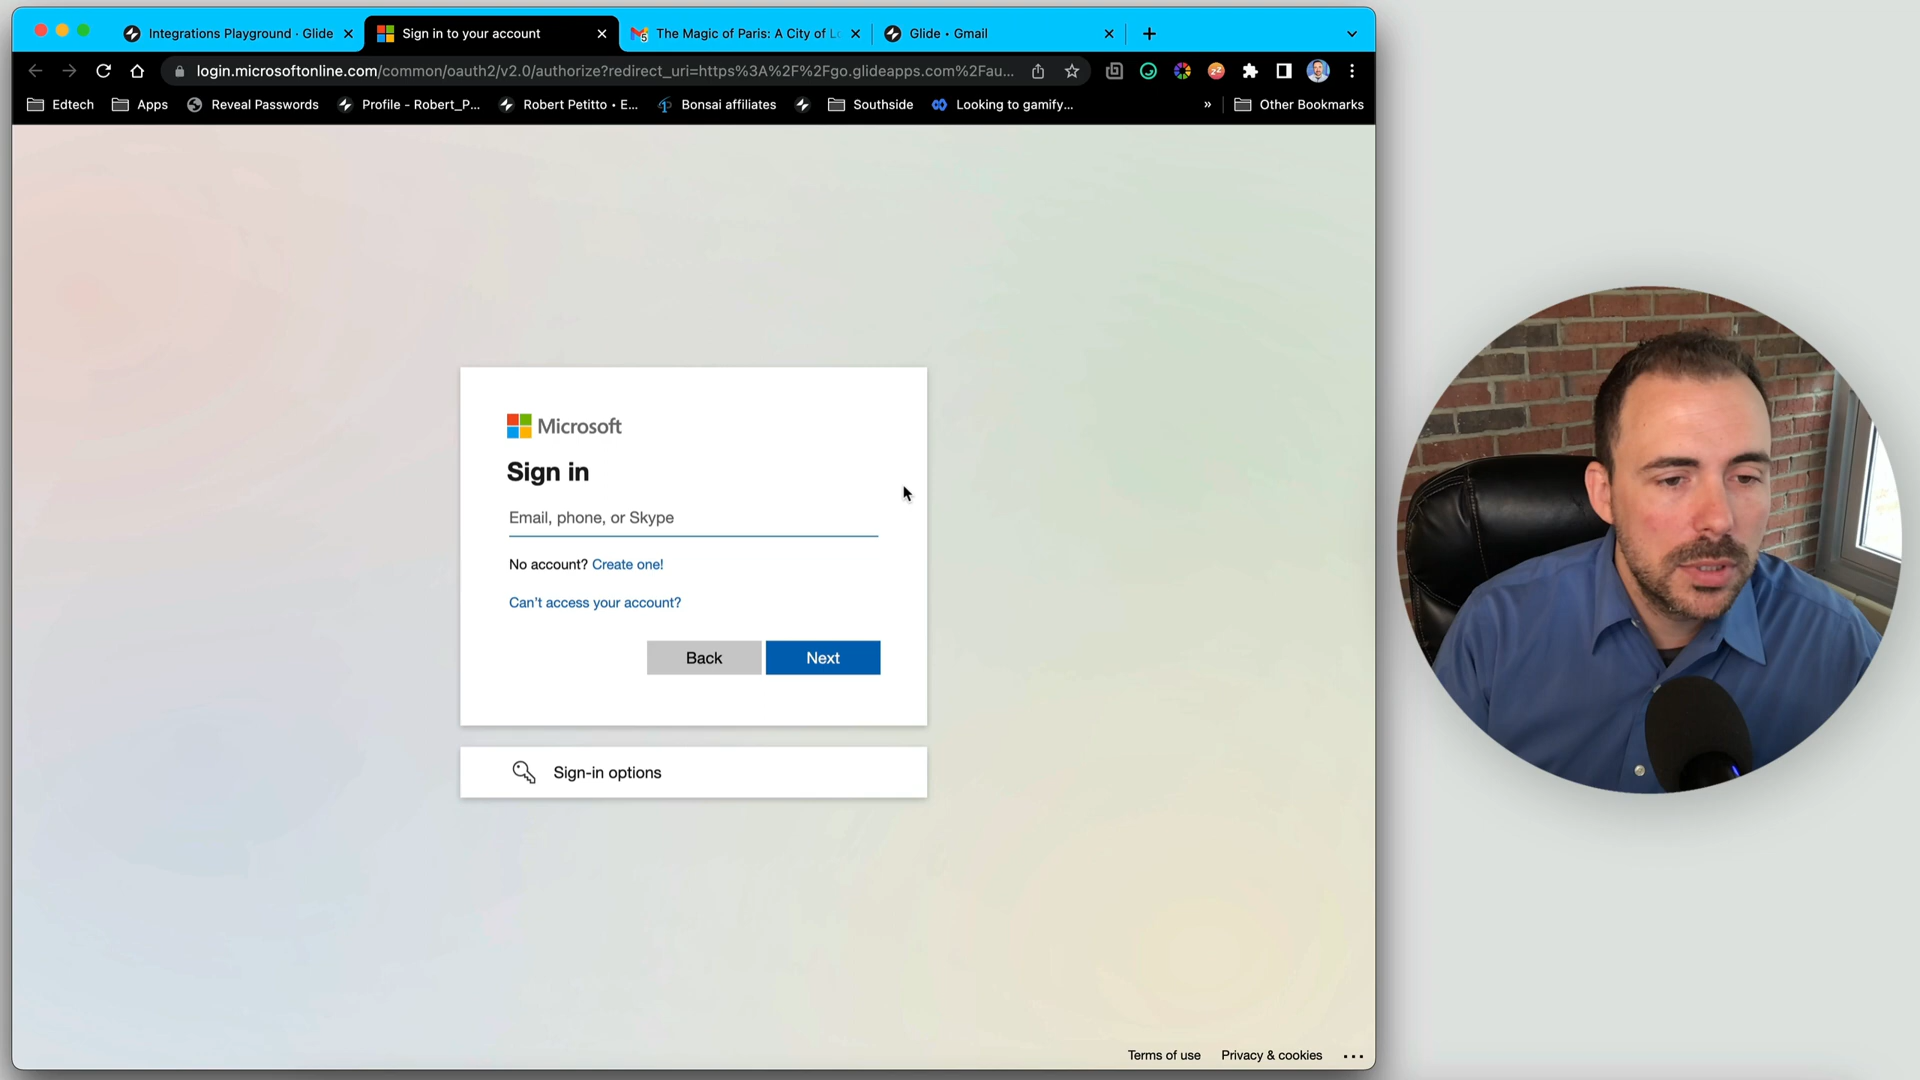 Integrations Playground · Glide
Sign in to your account
The Magic of Paris: A City of Lo
Glide • Gmail
login.microsoftonline.com/common/oauth2/v2.0/authorize?redirect_uri=https%3A%2F%2Fgo.glideapps.com%2Fau...
Edtech
Apps
Reveal Passwords
Profile - Robert_P...
Robert Petitto • E...
Bonsai affiliates
Southside
Looking to gamify...
»
Other Bookmarks
Microsoft
Sign in
Email, phone, or Skype
No account? Create one!
Can't access your account?
Back
Next
Sign-in options
Terms of use
Privacy & cookies